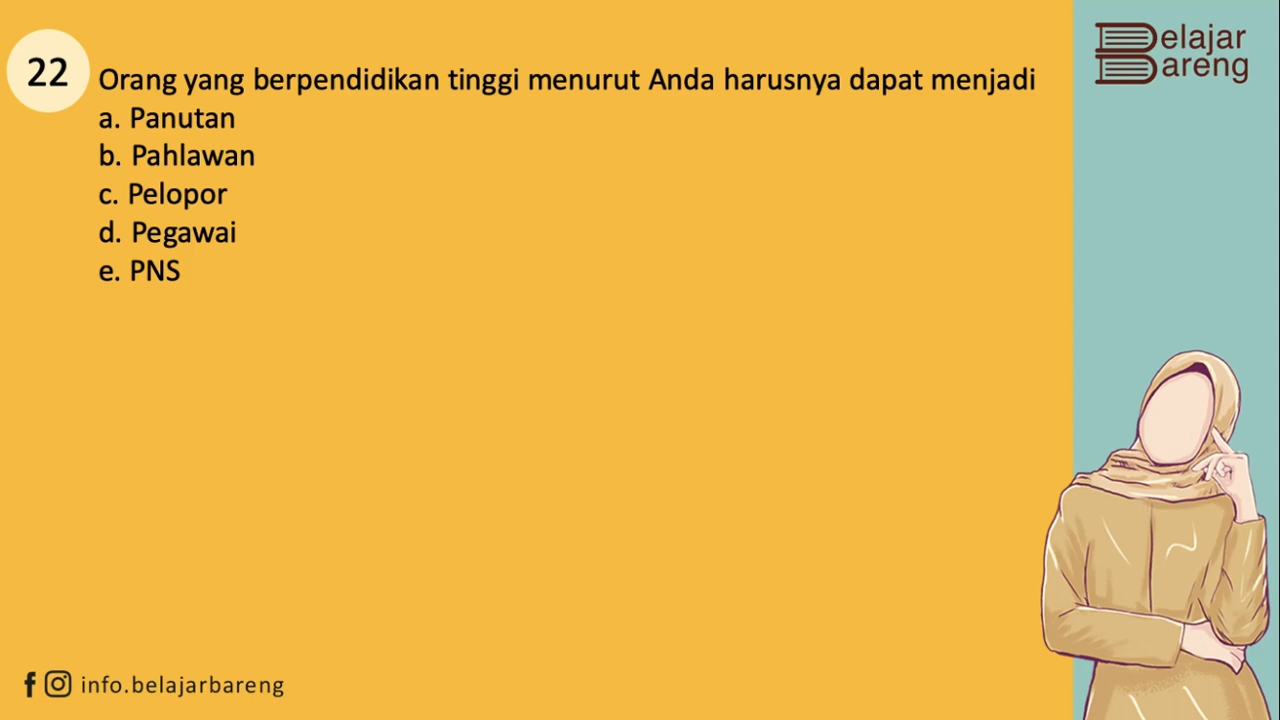 22
Orang yang berpendidikan tinggi menurut Anda harusnya dapat menjadi
a. Panutan
b. Pahlawan
c. Pelopor
d. Pegawai
e. PNS
Belajar
Bareng
info.belajarbareng